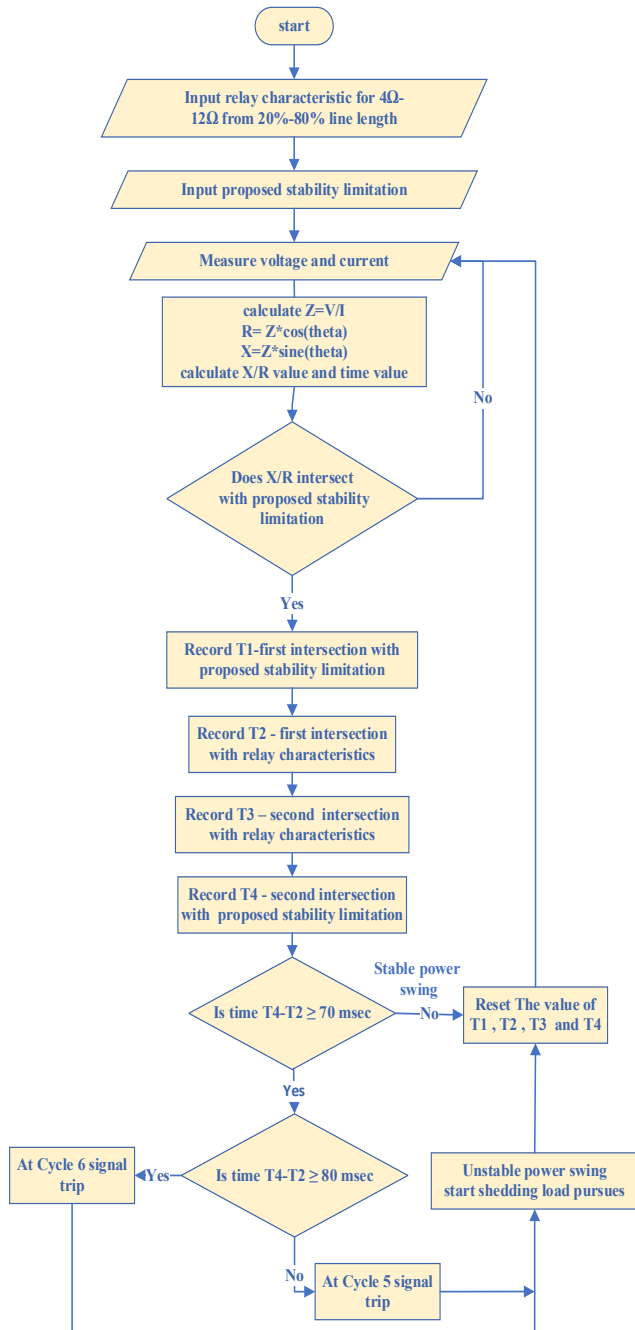 start
Input relay characteristic for 4Ω-
12Ω from 20%-80% line length
Input proposed stability limitation
Measure voltage and current
calculate Z=V/I
R= Z*cos(theta)
X=Z*sine(theta)
calculate X/R value and time value
No
Does X/R intersect
with proposed stability
limitation
Yes
Record T1-first intersection with
proposed stability limitation
Record T2 - first intersection
with relay characteristics
Record T3 – second intersection
with relay characteristics
Record T4 - second intersection
with proposed stability limitation
Stable power
swing
Is time T4-T2 ≥ 70 msec
No
Reset The value of
T1 , T2 , T3 and T4
Yes
At Cycle 6 signal
trip
Yes
Is time T4-T2 ≥ 80 msec
Unstable power swing
start shedding load pursues
No
At Cycle 5 signal
trip